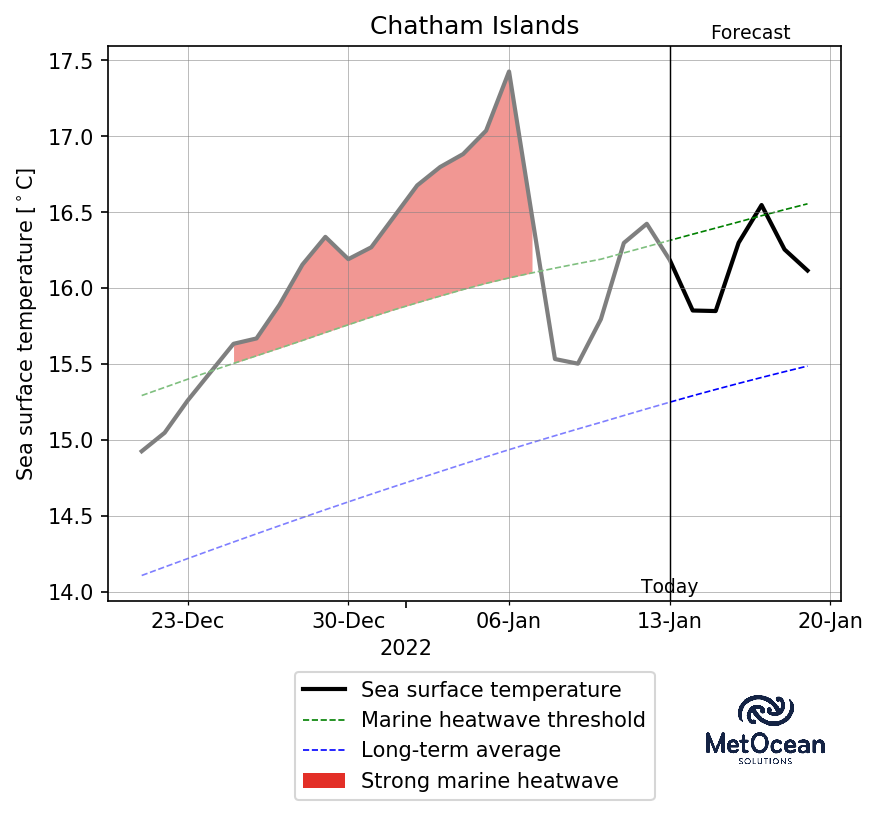 Chatham Islands
Forecast
Sea surface temperature [°C]
17.5
17.0
16.5
16.0
15.5
15.0
14.5
14.0
Today
23-Dec 30-Dec 06-Jan 13-Jan 20-Jan
2022
Sea surface temperature
Marine heatwave threshold
Long-term average
Strong marine heatwave
MetOcean
SOLUTIONS